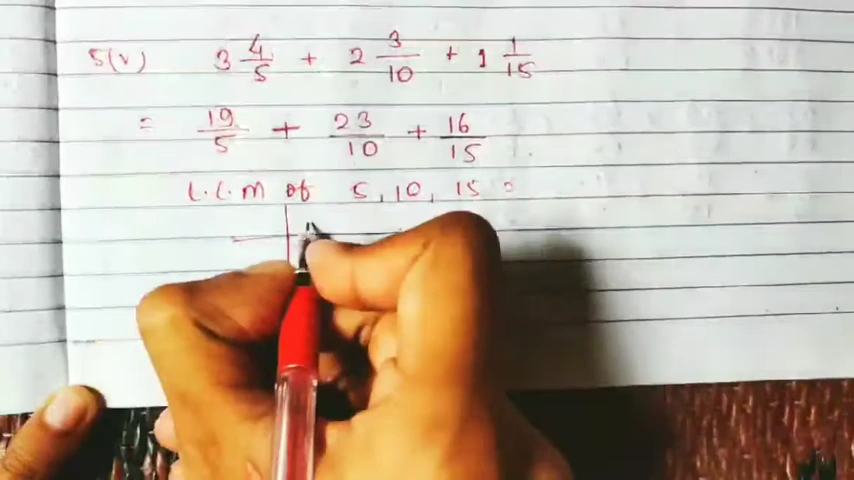 5(v) 3 4/5 + 2 3/10 + 1 1/15
= 19/5 + 23/10 + 16/15
L.C.M of 5, 10, 15 =